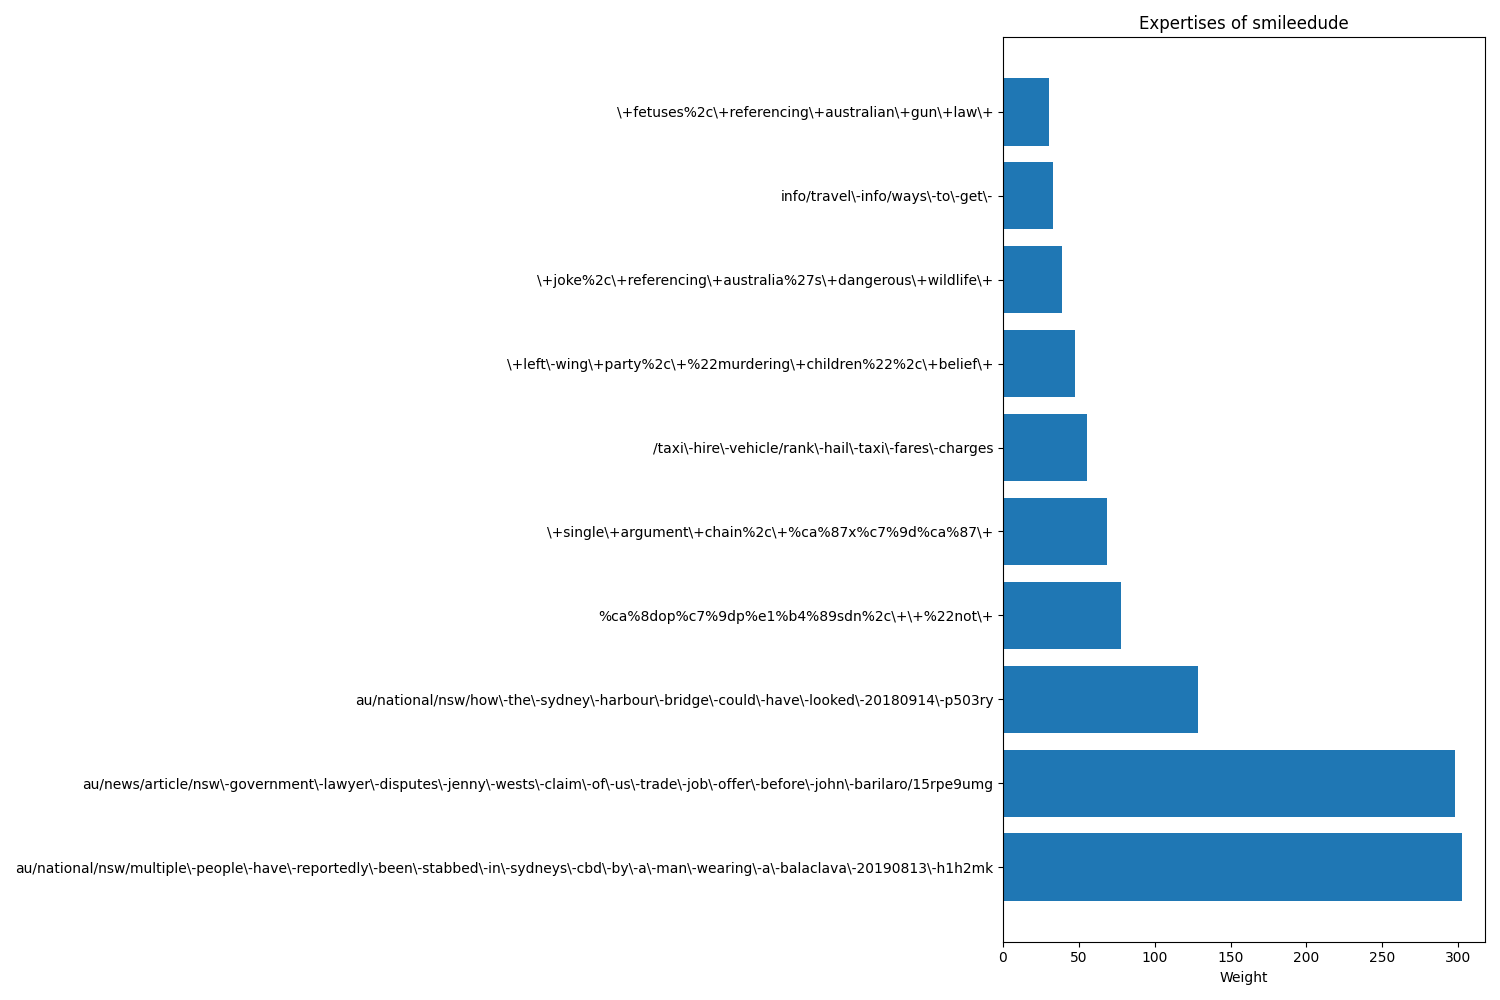 Expertises of smileedude
\+fetuses%2c\+referencing\+australian\+gun\+law\+
info/travel\-info/ways\-to\-get\-
\+joke%2c\+referencing\+australia%27s\+dangerous\+wildlife\+
\+left\-wing\+party%2c\+%22murdering\+children%22%2c\+belief\+
/taxi\-hire\-vehicle/rank\-hail\-taxi\-fares\-charges
\+single\+argument\+chain%2c\+%ca%87x%c7%9d%ca%87\+
%ca%8dop%c7%9dp%e1%b4%89sdn%2c\+\+%22not\+
au/national/nsw/how\-the\-sydney\-harbour\-bridge\-could\-have\-looked\-20180914\-p503ry
au/news/article/nsw\-government\-lawyer\-disputes\-jenny\-wests\-claim\-of\-us\-trade\-job\-offer\-before\-john\-barilaro/15rpe9umg
au/national/nsw/multiple\-people\-have\-reportedly\-been\-stabbed\-in\-sydneys\-cbd\-by\-a\-man\-wearing\-a\-balaclava\-20190813\-h1h2mk
0 50 100 150 200 250 300
Weight